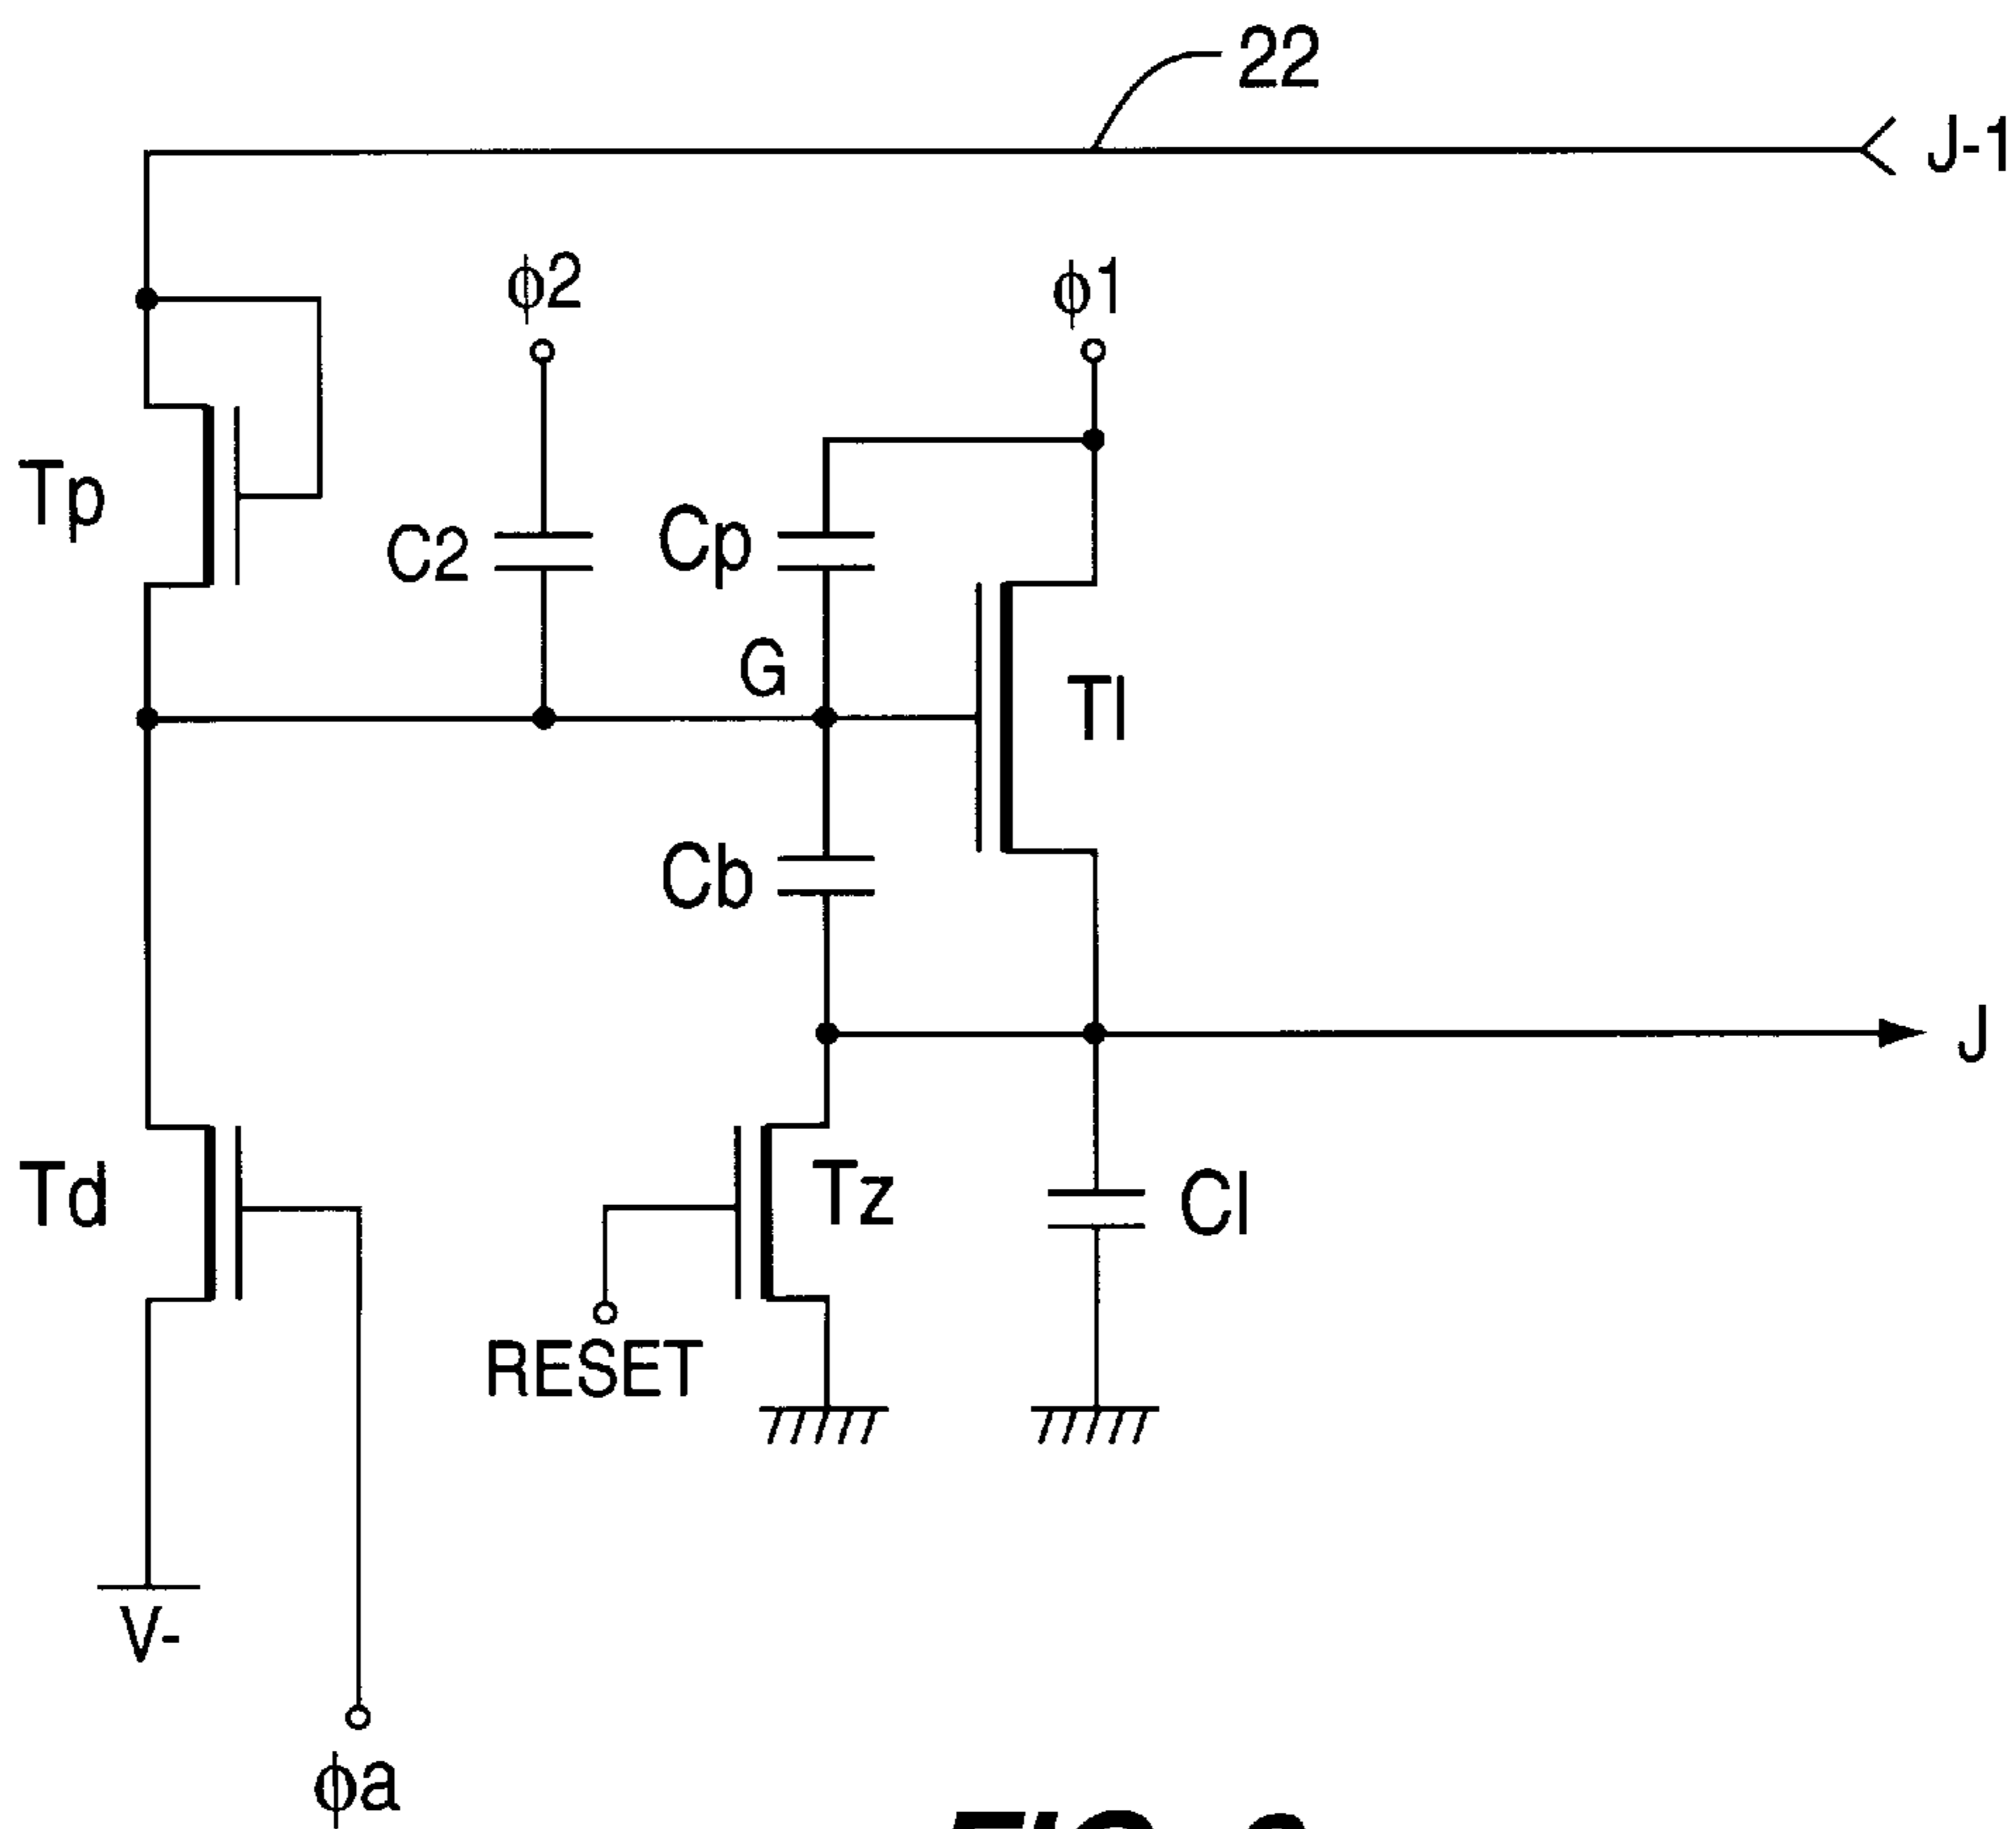 22
J-1
ϕ2
ϕ1
Tp
C2
Cp
G
Tl
Cb
J
Td
Tz
Cl
RESET
V-
ϕa